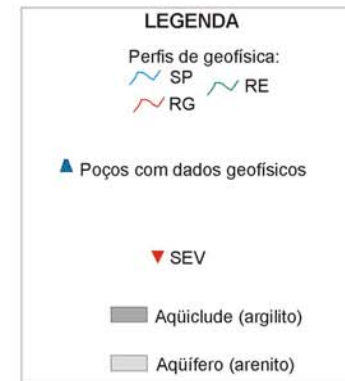 LEGENDA
Perfis de geofísica:
SP
RE
RG
Poços com dados geofísicos
SEV
Aqüiclude (argilito)
Aqüífero (arenito)